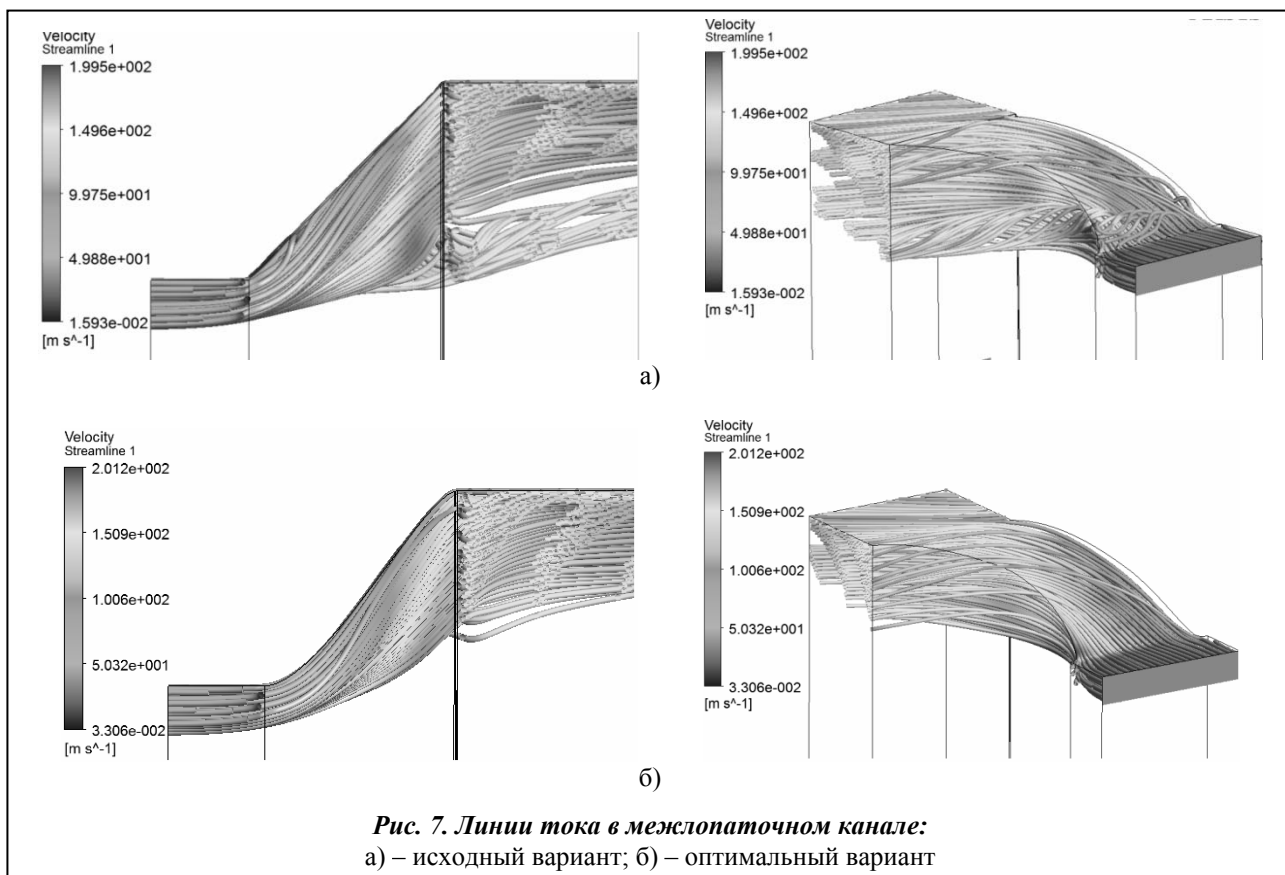 Velocity
Streamline 1
1.995e+002
1.496e+002
9.975e+001
4.988e+001
1.593e-002
[m s^-1]
Velocity
Streamline 1
1.995e+002
1.496e+002
9.975e+001
4.988e+001
1.593e-002
[m s^-1]
а)
Velocity
Streamline 1
2.012e+002
1.509e+002
1.006e+002
5.032e+001
3.306e-002
[m s^-1]
Velocity
Streamline 1
2.012e+002
1.509e+002
1.006e+002
5.032e+001
3.306e-002
[m s^-1]
б)
Рис. 7. Линии тока в межлопаточном канале:
а) – исходный вариант; б) – оптимальный вариант